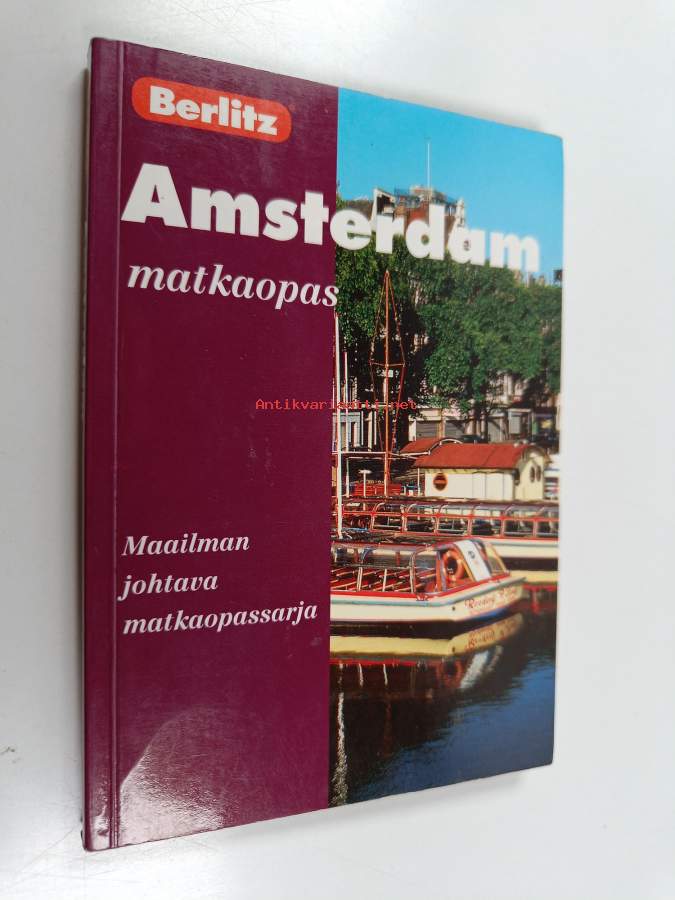 Berlitz
Amsterdam
matkaopas
Antikvariaatti.net
Maailman
johtava
matkaopassarja